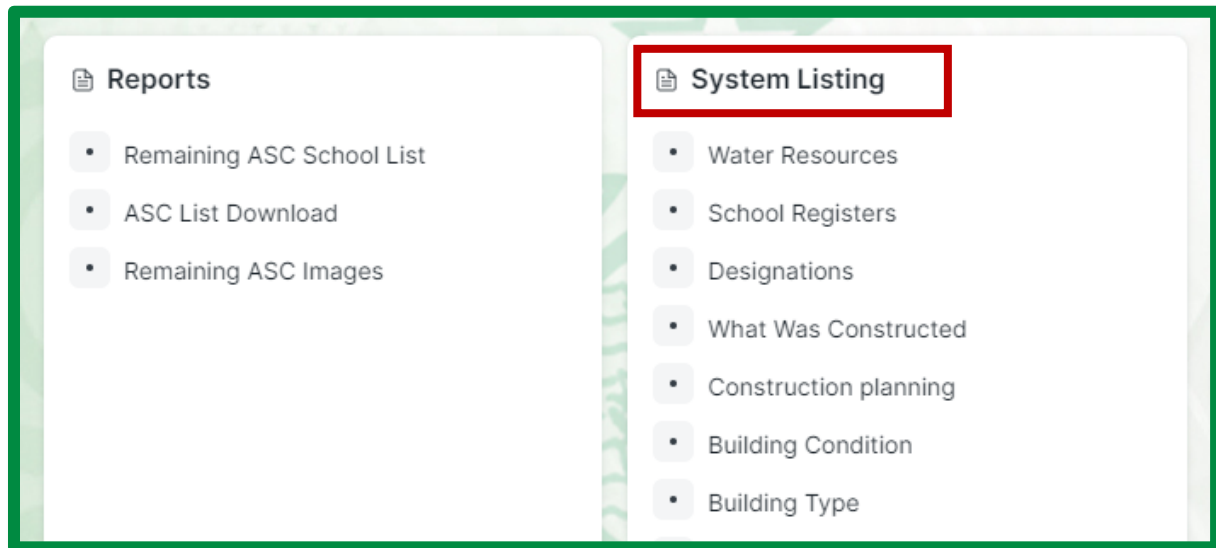 Reports
Remaining ASC School List
ASC List Download
Remaining ASC Images
System Listing
Water Resources
School Registers
Designations
What Was Constructed
Construction planning
Building Condition
Building Type